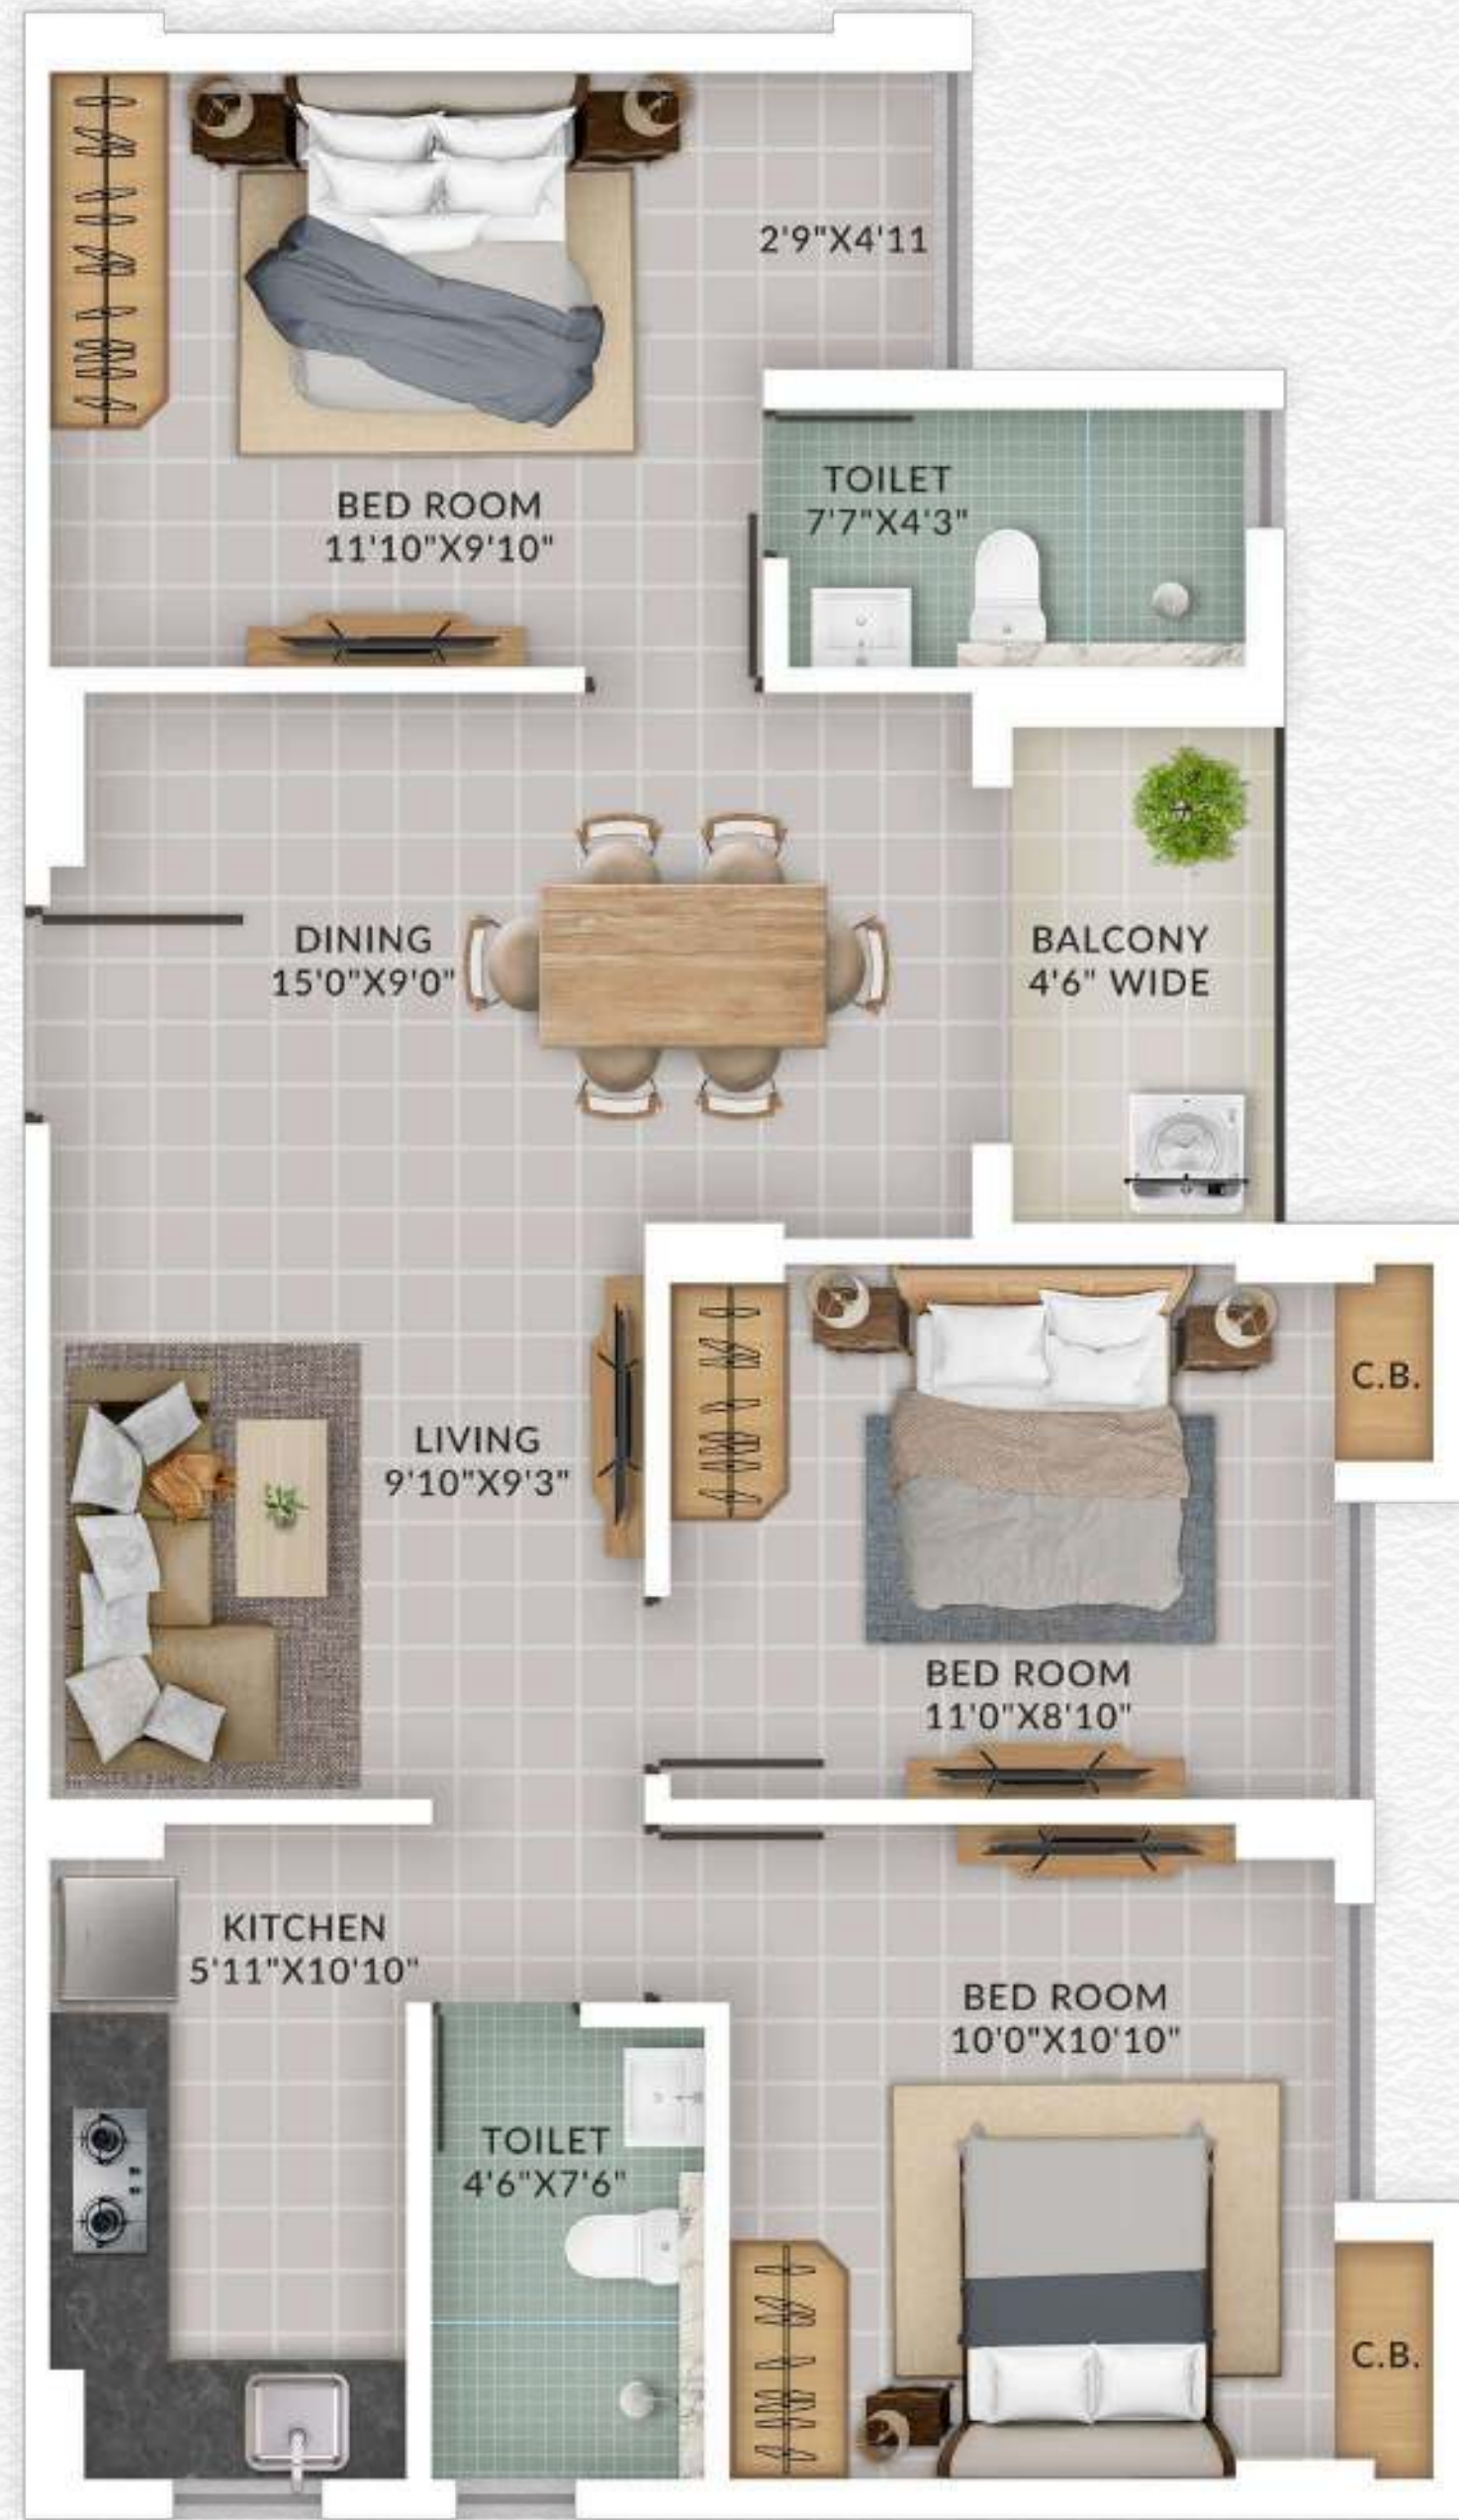 2'9"X4'11
TOILET
7'7"X4'3"
BED ROOM
11'10"X9'10"
DINING
15'0"X9'0"
BALCONY
4'6" WIDE
C.B.
LIVING
9'10"X9'3"
BED ROOM
11'0"X8'10"
KITCHEN
5'11"X10'10"
BED ROOM
10'0"X10'10"
TOILET
4'6"X7'6"
C.B.